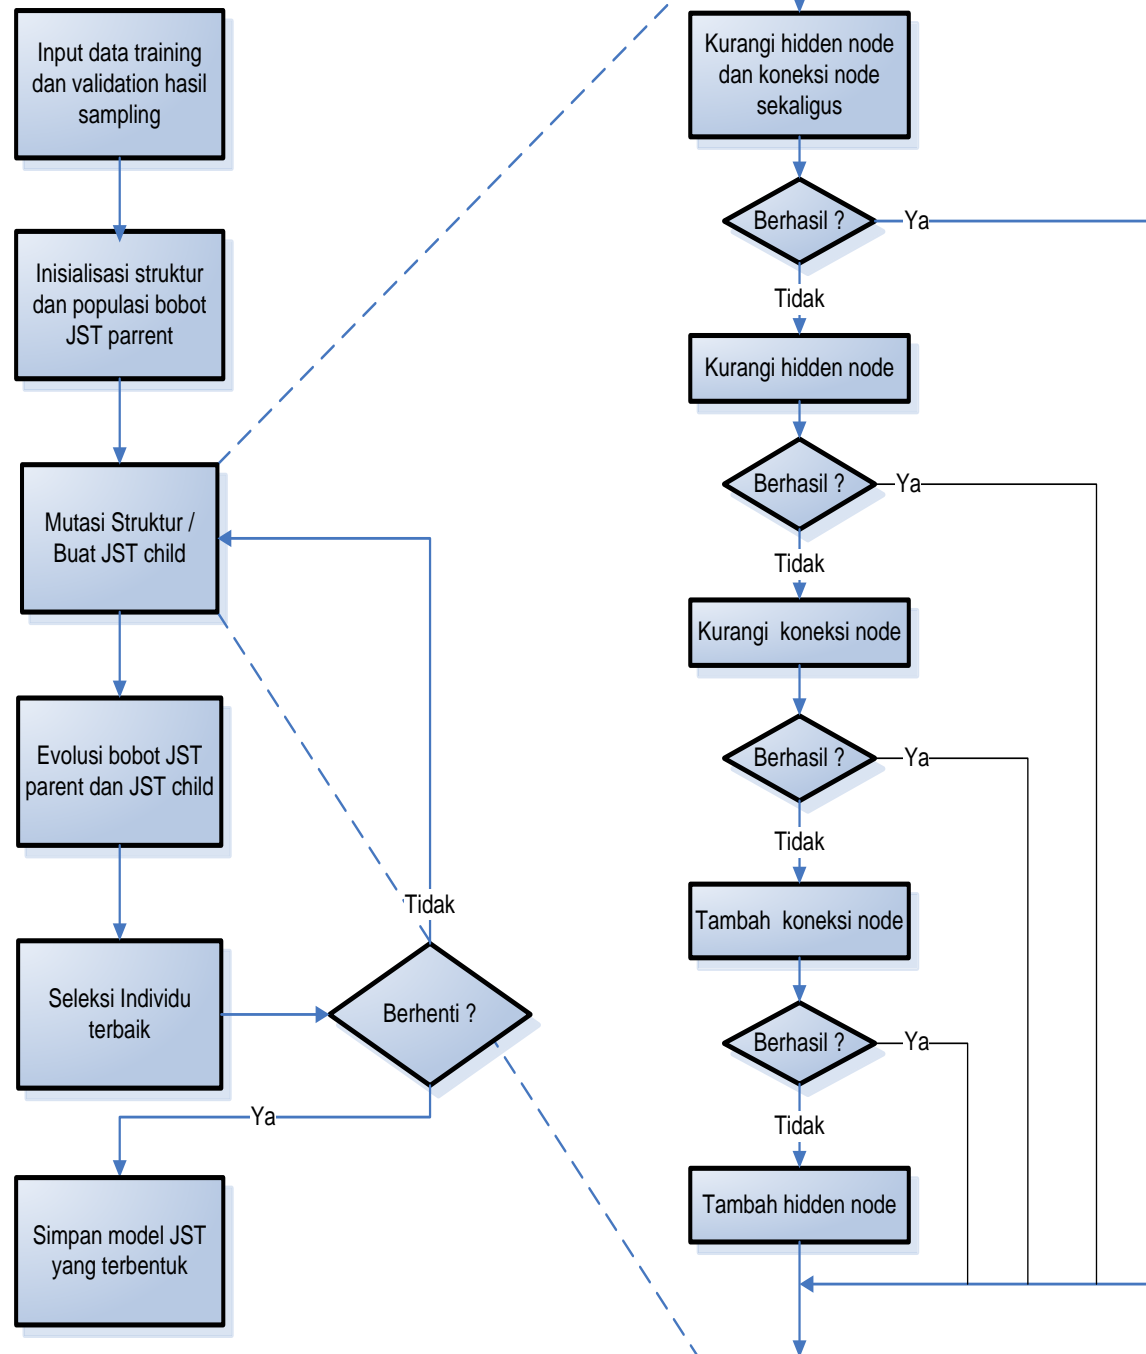 Input data training
dan validation hasil
sampling
Inisialisasi struktur
dan populasi bobot
JST parrent
Mutasi Struktur /
Buat JST child
Evolusi bobot JST
parent dan JST child
Seleksi Individu
terbaik
Berhenti ?
Tidak
Ya
Simpan model JST
yang terbentuk
Kurangi hidden node
dan koneksi node
sekaligus
Berhasil ?
Ya
Tidak
Kurangi hidden node
Berhasil ?
Ya
Tidak
Kurangi koneksi node
Berhasil ?
Ya
Tidak
Tambah koneksi node
Berhasil ?
Ya
Tidak
Tambah hidden node